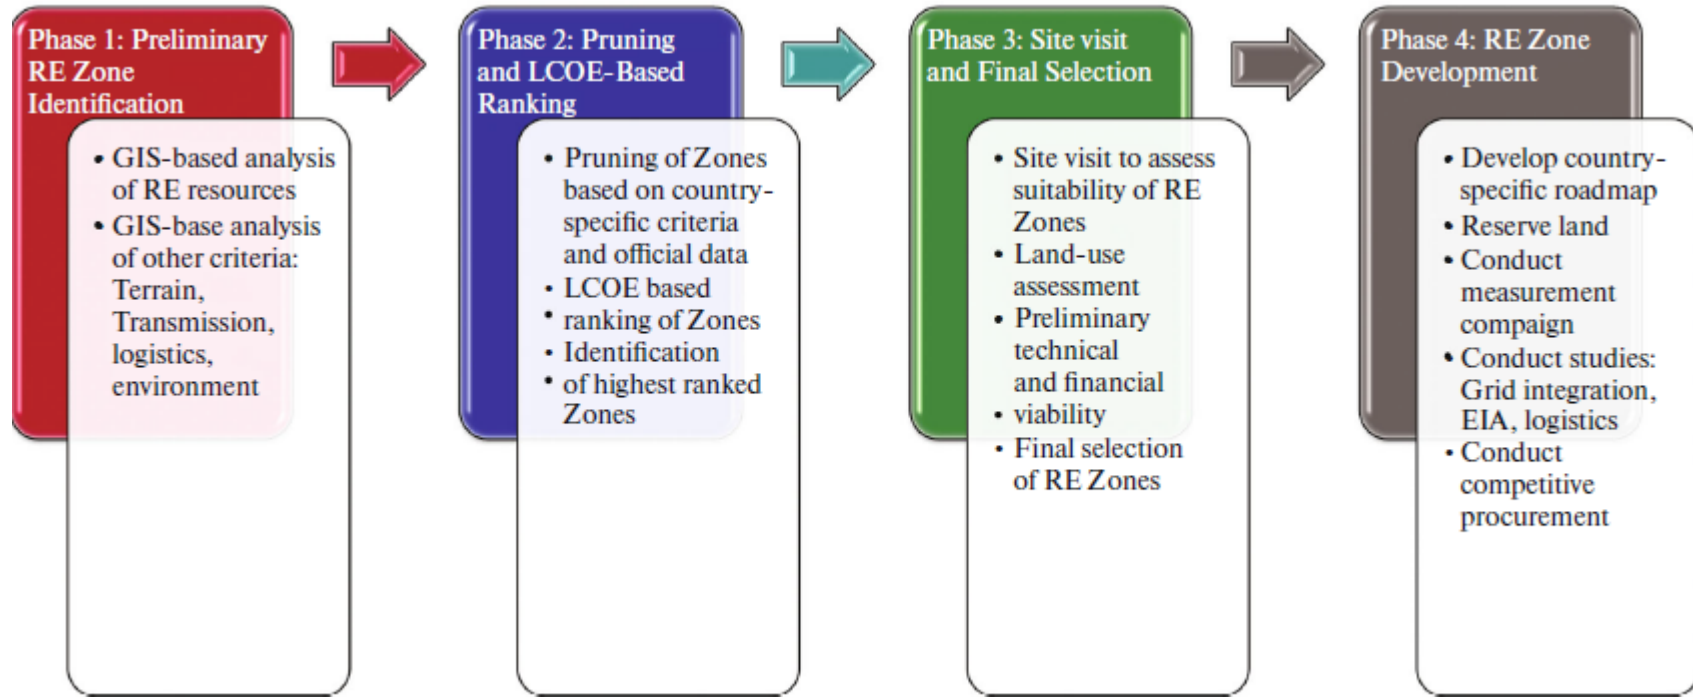 Phase 1: Preliminary
RE Zone
Identification
• GIS-based analysis
of RE resources
• GIS-base analysis
of other criteria:
Terrain,
Transmission,
logistics,
environment
Phase 2: Pruning
and LCOE-Based
Ranking
• Pruning of Zones
based on country-
specific criteria
and official data
• LCOE based
• ranking of Zones
• Identification
• of highest ranked
Zones
Phase 3: Site visit
and Final Selection
• Site visit to assess
suitability of RE
Zones
• Land-use
assessment
• Preliminary
technical
and financial
• viability
• Final selection
of RE Zones
Phase 4: RE Zone
Development
• Develop country-
specific roadmap
• Reserve land
• Conduct
measurement
compaign
• Conduct studies:
Grid integration,
EIA, logistics
• Conduct
competitive
procurement